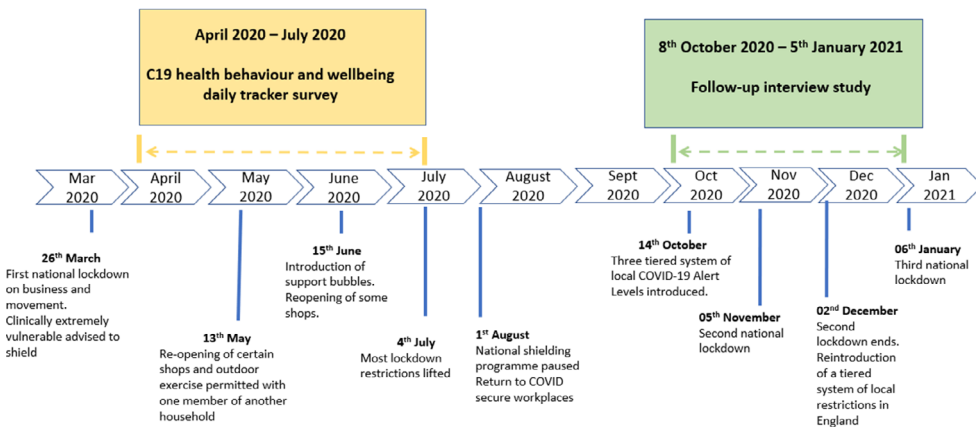 April 2020 – July 2020
C19 health behaviour and wellbeing
daily tracker survey
8th October 2020 – 5th January 2021
Follow-up interview study
Mar
2020
April
2020
May
2020
June
2020
July
2020
August
2020
Sept
2020
Oct
2020
Nov
2020
Dec
2020
Jan
2021
26th March
First national lockdown
on business and
movement.
Clinically extremely
vulnerable advised to
shield
13th May
Re-opening of certain
shops and outdoor
exercise permitted with
one member of another
household
15th June
Introduction of
support bubbles.
Reopening of some
shops.
4th July
Most lockdown
restrictions lifted
1st August
National shielding
programme paused
Return to COVID
secure workplaces
14th October
Three tiered system of
local COVID-19 Alert
Levels introduced.
05th November
Second national
lockdown
02nd December
Second
lockdown ends.
Reintroduction
of a tiered
system of local
restrictions in
England
06th January
Third national
lockdown